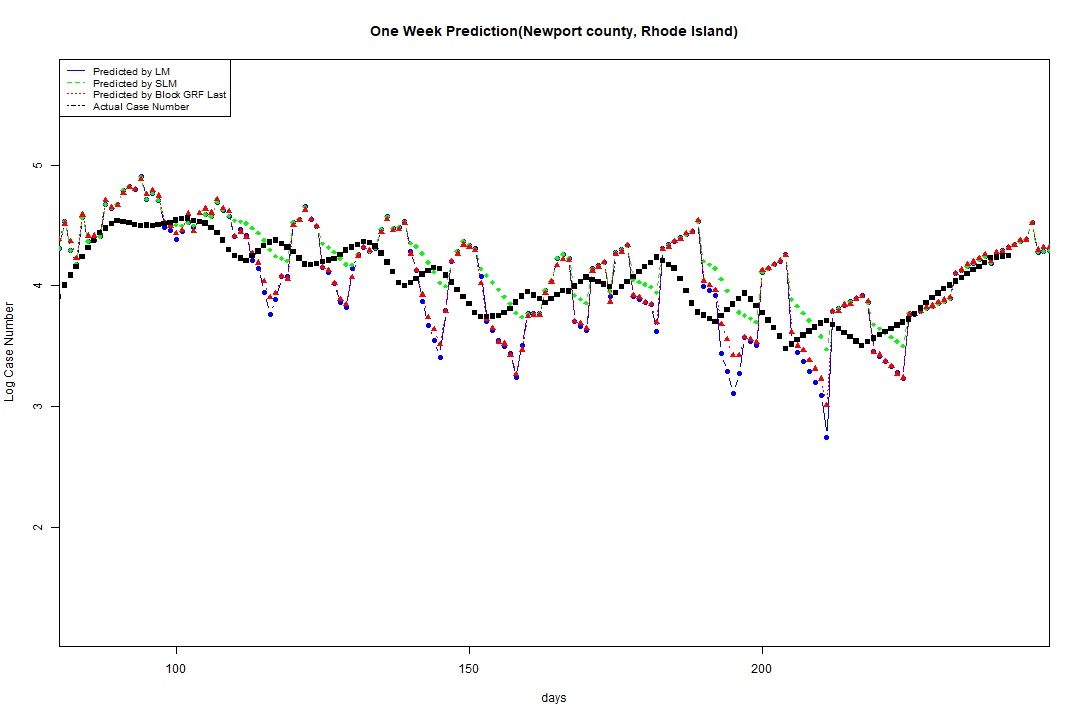 One Week Prediction(Newport county, Rhode Island)
Predicted by LM
Predicted by SLM
Predicted by Block GRF Last
Actual Case Number
5
4
3
2
Log Case Number
100 150 200
days